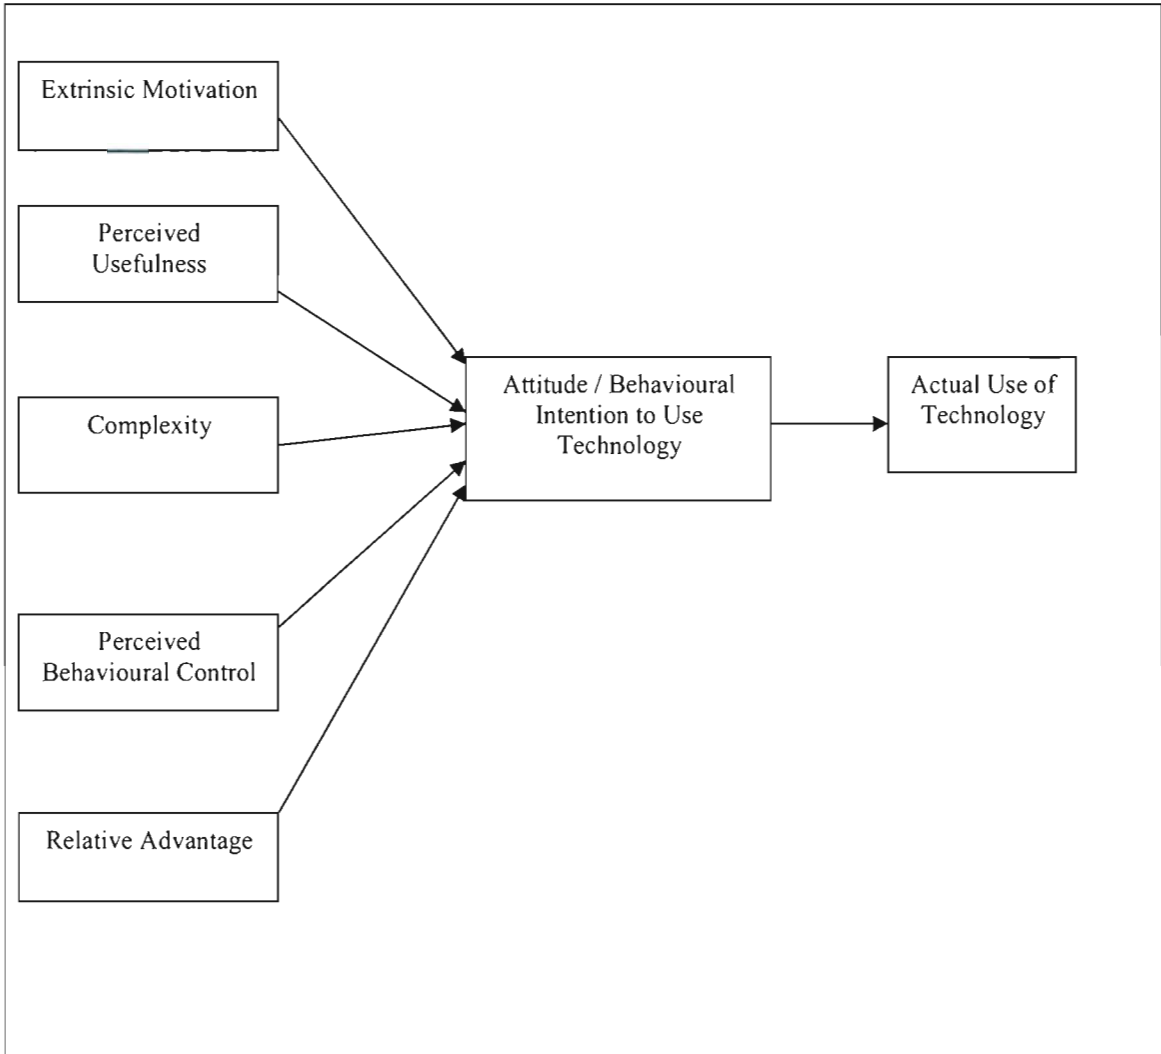 Extrinsic Motivation
Perceived
Usefulness
Complexity
Perceived
Behavioural Control
Relative Advantage
Attitude / Behavioural
Intention to Use
Technology
Actual Use of
Technology